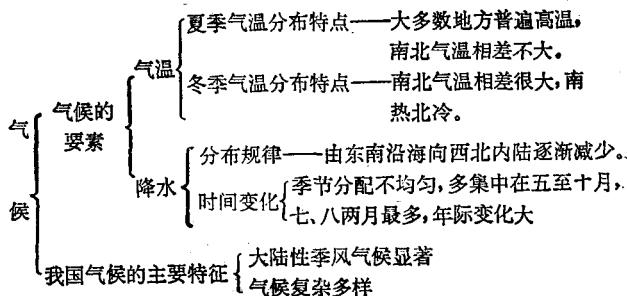 夏季气温分布特点——大多数地方普遍高温，
南北气温相差不大。
气温
冬季气温分布特点——南北气温相差很大，南
热北冷。
气候的
要素
降水
分布规律——由东南沿海向西北内陆逐渐减少。
时间变化
季节分配不均匀，多集中在五至十月，
七、八两月最多，年际变化大
气
候
我国气候的主要特征
大陆性季风气候显著
气候复杂多样